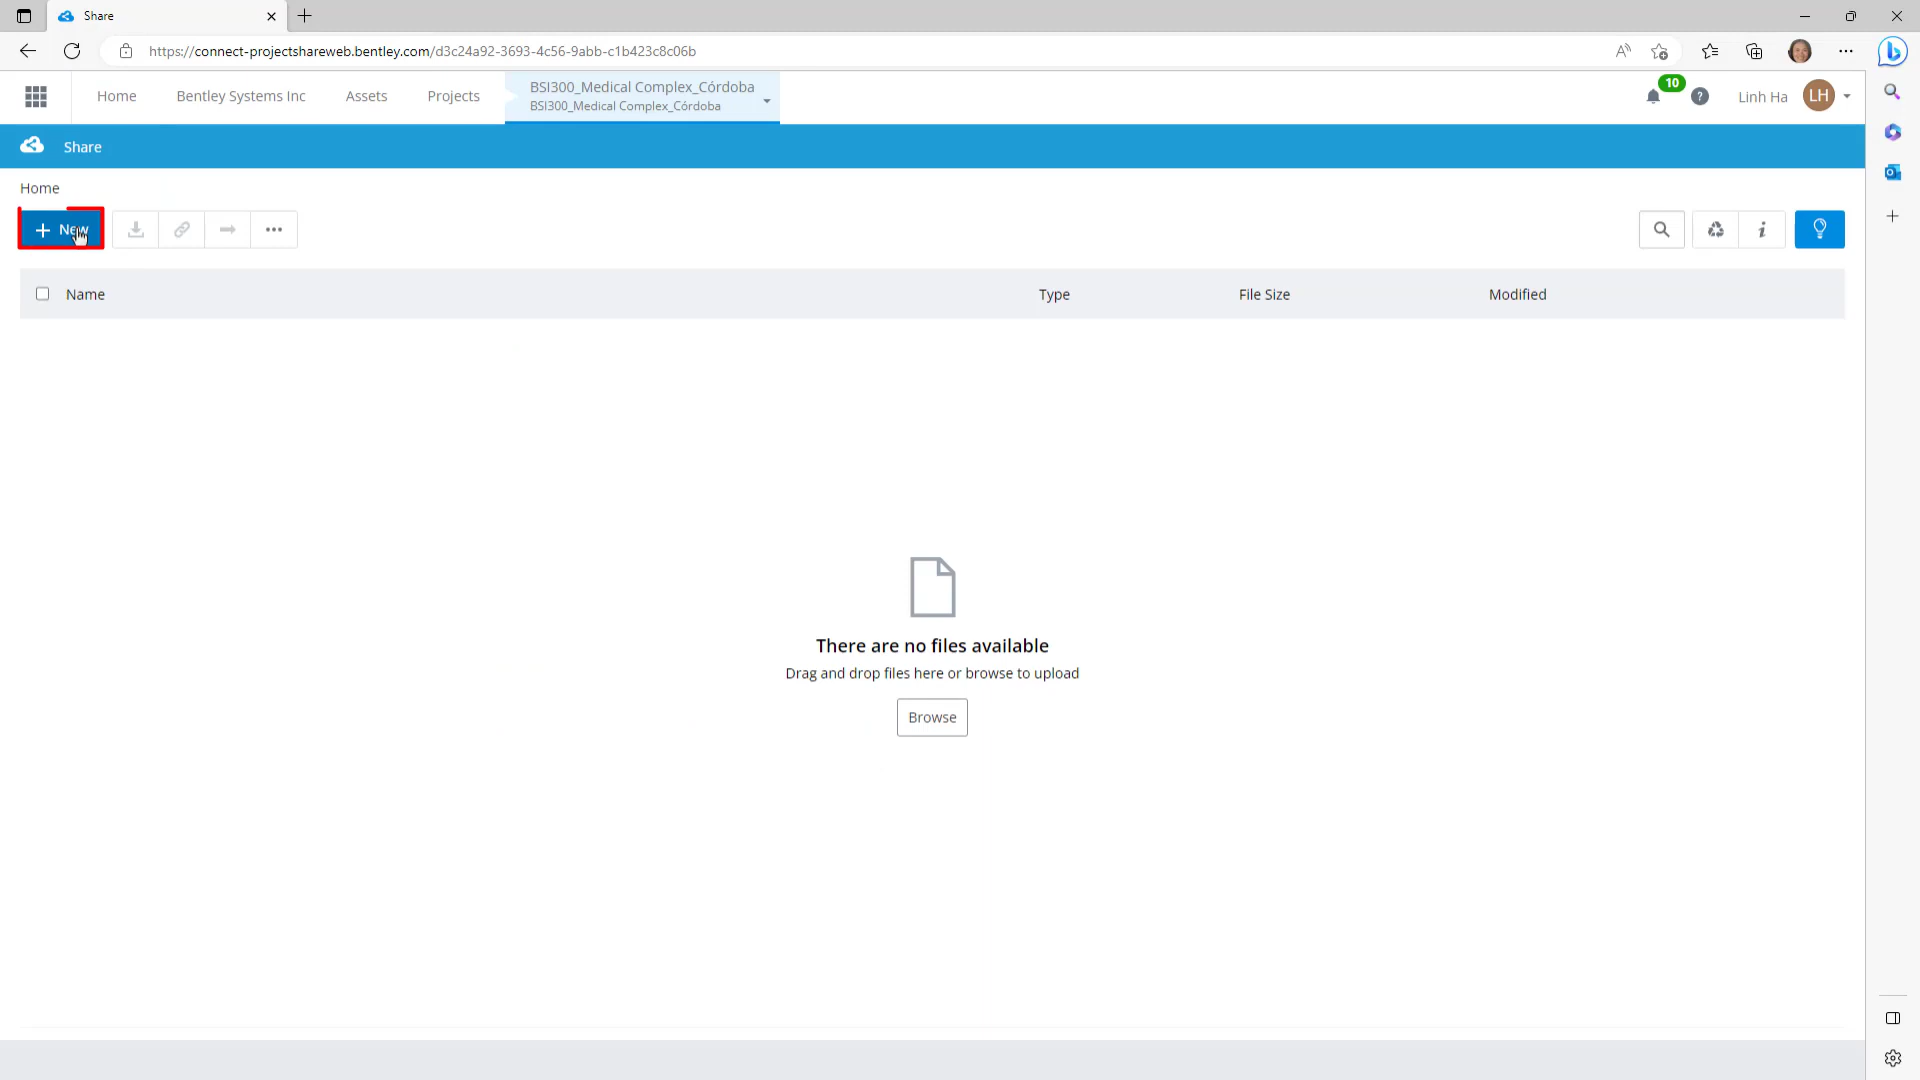 Share
https://connect-projectshareweb.bentley.com/d3c24a92-3693-4c56-9abb-c1b423c8c06b
Home
Bentley Systems Inc
Assets
Projects
BSI300_Medical Complex_Córdoba
BSI300_Medical Complex_Córdoba
10
Linh Ha
LH
Share
Home
+ New
Name
Type
File Size
Modified
There are no files available
Drag and drop files here or browse to upload
Browse